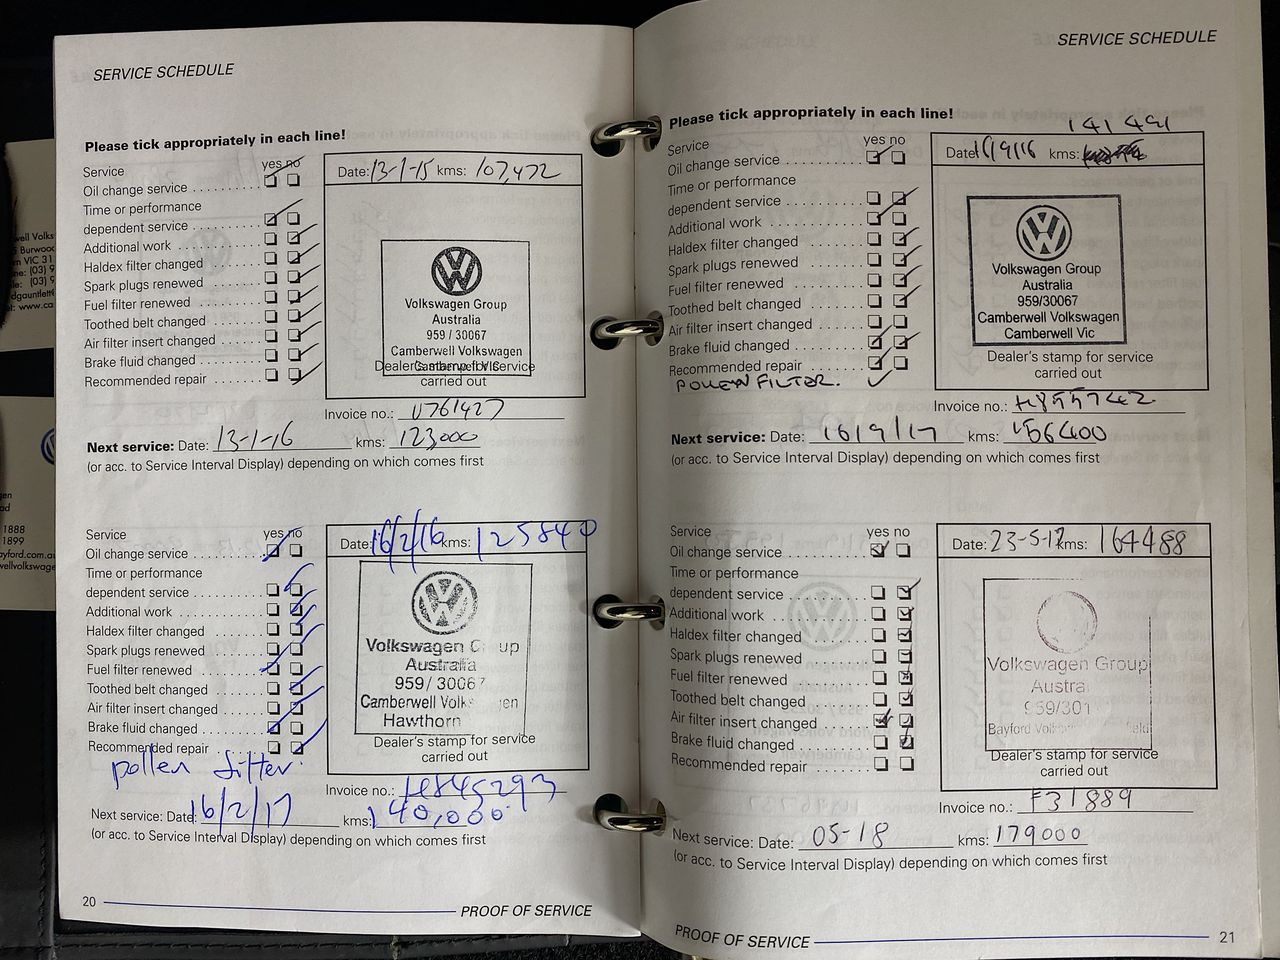 SERVICE SCHEDULE
Please tick appropriately in each line!
Service yes no
Oil change service
Time or performance
dependent service
Additional work
Haldex filter changed
Spark plugs renewed
Fuel filter renewed
Toothed belt changed
Air filter insert changed
Brake fluid changed
Recommended repair
Date: 13-1-15 kms: 107,472
Volkswagen Group
Australia
959 / 30067
Camberwell Volkswagen
Camberwell VIC
Dealer's stamp for service
carried out
Invoice no.: U761427
Next service: Date: 13-1-16 kms: 123000
(or acc. to Service Interval Display) depending on which comes first
Service yes no
Oil change service
Time or performance
dependent service
Additional work
Haldex filter changed
Spark plugs renewed
Fuel filter renewed
Toothed belt changed
Air filter insert changed
Brake fluid changed
Recommended repair
pollen filter
Date: 16/2/16 kms: 125840
Volkswagen Group
Australia
959/ 30067
Camberwell
Hawthorn
Dealer's stamp for service
carried out
Invoice no.: H845293
Next service: Date: 16/2/17 kms: 140,000
(or acc. to Service Interval Display) depending on which comes first
20 PROOF OF SERVICE
SERVICE SCHEDULE
Please tick appropriately in each line!
141 491
Service yes no
Oil change service
Time or performance
dependent service
Additional work
Haldex filter changed
Spark plugs renewed
Fuel filter renewed
Toothed belt changed
Air filter insert changed
Brake fluid changed
Recommended repair
POLLEN FILTER.
Date: 16/9/16 kms:
Volkswagen Group
Australia
959/30067
Camberwell Volkswagen
Camberwell Vic
Dealer's stamp for service
carried out
Invoice no.: H855742
Next service: Date: 16/9/17 kms: 156400
(or acc. to Service Interval Display) depending on which comes first
Service yes no
Oil change service
Time or performance
dependent service
Additional work
Haldex filter changed
Spark plugs renewed
Fuel filter renewed
Toothed belt changed
Air filter insert changed
Brake fluid changed
Recommended repair
Date: 23-5-17 kms: 164488
Volkswagen Group
Bayford
Dealer's stamp for service
carried out
Invoice no.: F31889
Next service: Date: 05-18 kms: 179000
(or acc. to Service Interval Display) depending on which comes first
PROOF OF SERVICE 21